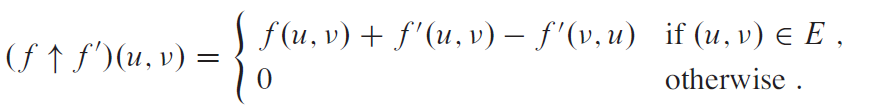 (f ↑ f′)(u, ν) = { f(u, ν) + f′(u, ν) − f′(ν, u) if (u, ν) ∈ E ,
0 otherwise .